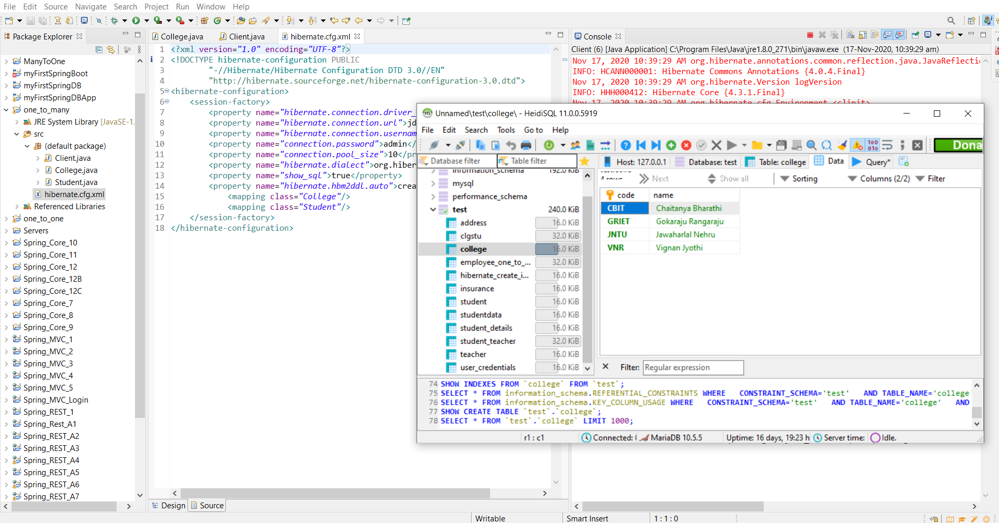 File Edit Source Navigate Search Project Run Window Help
Package Explorer
ManyToOne
myFirstSpringBoot
myFirstSpringDB
myFirstSpringDBApp
one_to_many
JRE System Library [JavaSE-1.
src
(default package)
Client.java
College.java
Student.java
hibernate.cfg.xml
Referenced Libraries
one_to_one
Servers
Spring_Core_10
Spring_Core_11
Spring_Core_12
Spring_Core_12B
Spring_Core_12C
Spring_Core_7
Spring_Core_8
Spring_Core_9
Spring_MVC_1
Spring_MVC_2
Spring_MVC_3
Spring_MVC_4
Spring_MVC_5
Spring_MVC_Login
Spring_REST_1
Spring_Rest_A1
Spring_REST_A2
Spring_REST_A3
Spring_REST_A4
Spring_REST_A5
Spring_REST_A6
Spring_REST_A7
College.java Client.java hibernate.cfg.xml
1 <?xml version="1.0" encoding="UTF-8"?>
2 <!DOCTYPE hibernate-configuration PUBLIC
3 "-//Hibernate/Hibernate Configuration DTD 3.0//EN"
4 "http://hibernate.sourceforge.net/hibernate-configuration-3.0.dtd">
5 <hibernate-configuration>
6 <session-factory>
7 <property name="hibernate.connection.driver_
8 <property name="hibernate.connection.url">jd
9 <property name="hibernate.connection.usernam
10 <property name="connection.password">admin</
11 <property name="connection.pool_size">10</pr
12 <property name="hibernate.dialect">org.hiber
13 <property name="show_sql">true</property>
14 <property name="hibernate.hbm2ddl.auto">crea
15 <mapping class="College"/>
16 <mapping class="Student"/>
17 </session-factory>
18 </hibernate-configuration>
Design Source
Console
Client (6) [Java Application] C:\Program Files\Java\jre1.8.0_271\bin\javaw.exe (17-Nov-2020, 10:39:29 am)
Nov 17, 2020 10:39:29 AM org.hibernate.annotations.common.reflection.java.JavaReflectio
INFO: HCANN000001: Hibernate Commons Annotations {4.0.4.Final}
Nov 17, 2020 10:39:29 AM org.hibernate.Version logVersion
INFO: HHH000412: Hibernate Core {4.3.1.Final}
Nov 17, 2020 10:39:29 AM org.hibernate.cfg.Environment <clinit>
Unnamed\test\college\ - HeidiSQL 11.0.0.5919
File Edit Search Tools Go to Help
Dona
Database filter Table filter
Host: 127.0.0.1 Database: test Table: college Data Query*
information_schema 192.0 KiB
mysql
performance_schema
test 240.0 KiB
address 16.0 KiB
clgstu 32.0 KiB
college 16.0 KiB
employee_one_to_... 32.0 KiB
hibernate_create_i... 16.0 KiB
insurance 16.0 KiB
student 16.0 KiB
studentdata 16.0 KiB
student_details 16.0 KiB
student_teacher 32.0 KiB
teacher 16.0 KiB
user_credentials 16.0 KiB
Next Show all Sorting Columns (2/2) Filter
code name
CBIT Chaitanya Bharathi
GRIET Gokaraju Rangaraju
JNTU Jawaharlal Nehru
VNR Vignan Jyothi
Filter: Regular expression
74 SHOW INDEXES FROM `college` FROM `test`;
75 SELECT * FROM information_schema.REFERENTIAL_CONSTRAINTS WHERE CONSTRAINT_SCHEMA='test' AND TABLE_NAME='college
76 SELECT * FROM information_schema.KEY_COLUMN_USAGE WHERE CONSTRAINT_SCHEMA='test' AND TABLE_NAME='college' AND
77 SHOW CREATE TABLE `test`.`college`;
78 SELECT * FROM `test`.`college` LIMIT 1000;
r1 : c1 Connected: MariaDB 10.5.5 Uptime: 16 days, 19:23 h Server time: Idle.
Writable Smart Insert 1 : 1 : 0